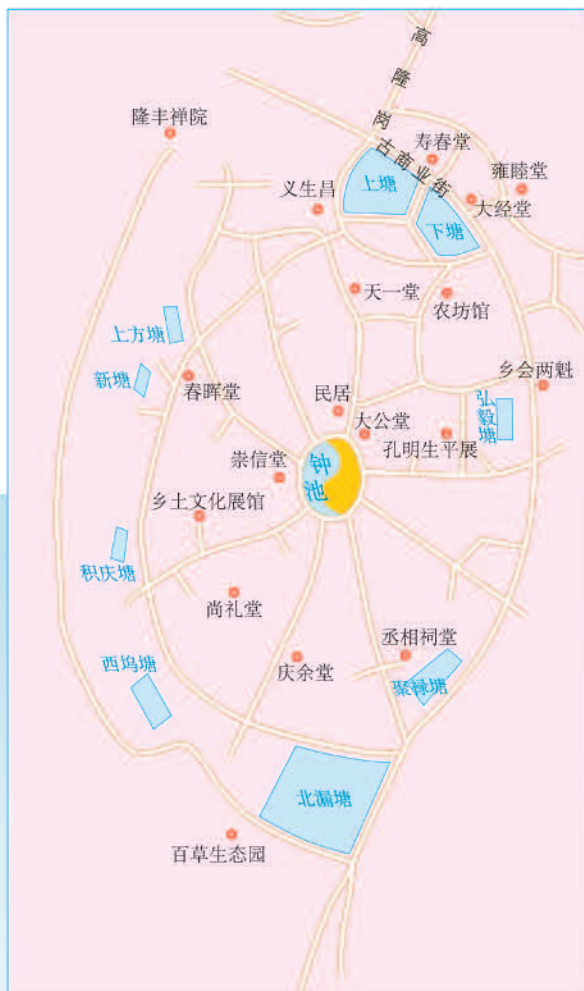 高隆岗
隆丰禅院
古商业街
寿春堂
雍睦堂
义生昌
上塘
大经堂
下塘
天一堂
农坊馆
上方塘
新塘
春晖堂
民居
乡会两魁
弘毅塘
大公堂
孔明生平展
崇信堂
钟池
乡土文化展馆
积庆塘
尚礼堂
丞相祠堂
西坞塘
庆余堂
聚禄塘
北漏塘
百草生态园